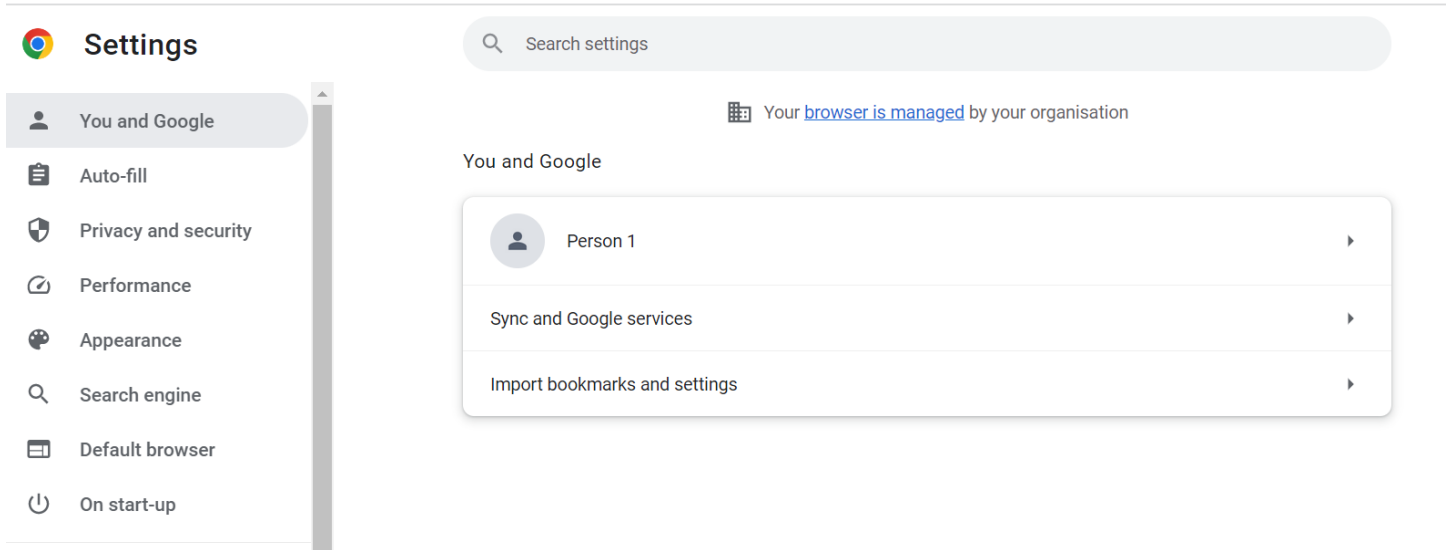 Settings
Search settings
You and Google
Auto-fill
Privacy and security
Performance
Appearance
Search engine
Default browser
On start-up
Your browser is managed by your organisation
You and Google
Person 1
Sync and Google services
Import bookmarks and settings